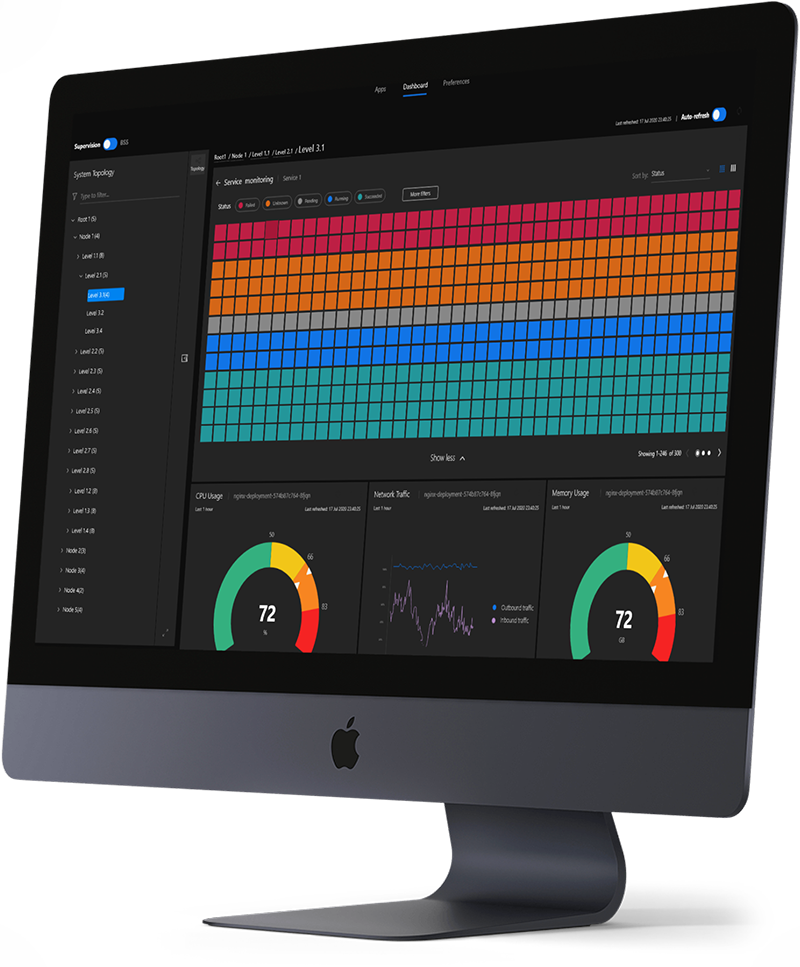 Apps Dashboard Preferences
Last refreshed: 17 Jul 2020 23:40:25 | Auto-refresh
Supervision BSS
System Topology
Type to filter...
Root 1 (5)
Node 1 (4)
Level 1.1 (8)
Level 2.1 (5)
Level 3.1(4)
Level 3.2
Level 3.4
Level 2.2 (5)
Level 2.3 (5)
Level 2.4 (5)
Level 2.5 (5)
Level 2.6 (5)
Level 2.7 (5)
Level 2.8 (5)
Level 1.2 (8)
Level 1.3 (8)
Level 1.4 (8)
Node 2(3)
Node 3(4)
Node 4(2)
Node 5(4)
Topology
Root1 / Node 1 / Level 1.1 / Level 2.1 / Level 3.1
Service monitoring Service 1
Sort by: Status
Status Failed Unknown Pending Running Succeeded More filters
Show less
Showing 1-246 of 300
CPU Usage nginx-deployment-574b87c764-8fjqn
Last 1 hour Last refreshed: 17 Jul 2020 23:40:25
50
66
83
72
%
Network Traffic nginx-deployment-574b87c764-8fjqn
Last 1 hour Last refreshed: 17 Jul 2020 23:40:25
Outbound traffic
Inbound traffic
Memory Usage nginx-deployment-574b87c764-8fjqn
Last 1 hour Last refreshed: 17 Jul 2020 23:40:25
50
66
83
72
GB